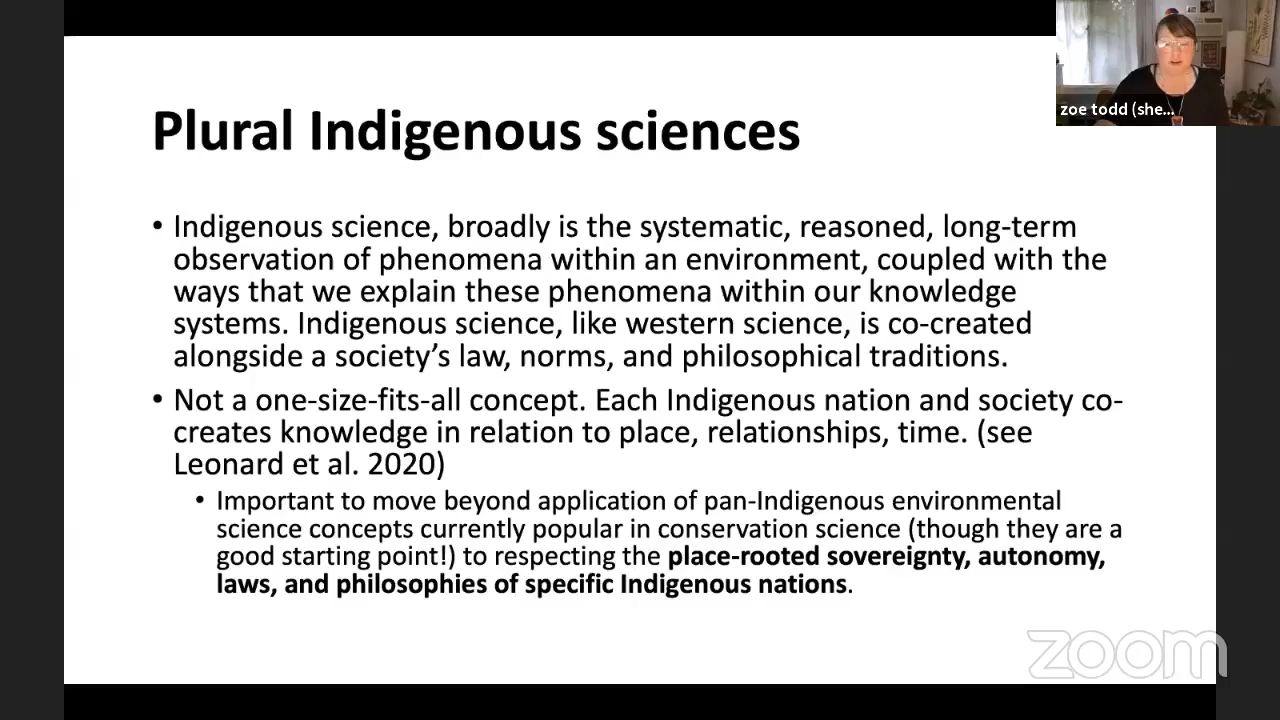 Plural Indigenous sciences
zoe todd (she...
• Indigenous science, broadly is the systematic, reasoned, long-term
observation of phenomena within an environment, coupled with the
ways that we explain these phenomena within our knowledge
systems. Indigenous science, like western science, is co-created
alongside a society’s law, norms, and philosophical traditions.
• Not a one-size-fits-all concept. Each Indigenous nation and society co-
creates knowledge in relation to place, relationships, time. (see
Leonard et al. 2020)
• Important to move beyond application of pan-Indigenous environmental
science concepts currently popular in conservation science (though they are a
good starting point!) to respecting the place-rooted sovereignty, autonomy,
laws, and philosophies of specific Indigenous nations.
zoom